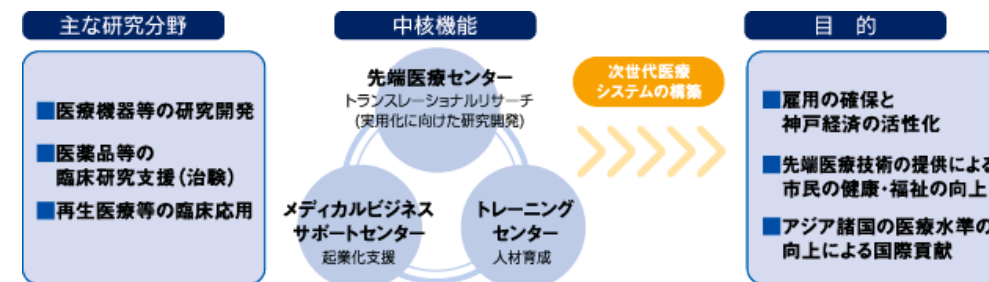 主な研究分野
■医療機器等の研究開発
■医薬品等の
臨床研究支援(治験)
■再生医療等の臨床応用
中核機能
先端医療センター
トランスレーショナルリサーチ
(実用化に向けた研究開発)
メディカルビジネス
サポートセンター
起業化支援
トレーニング
センター
人材育成
次世代医療
システムの構築
目 的
■雇用の確保と
神戸経済の活性化
■先端医療技術の提供による
市民の健康・福祉の向上
■アジア諸国の医療水準の
向上による国際貢献